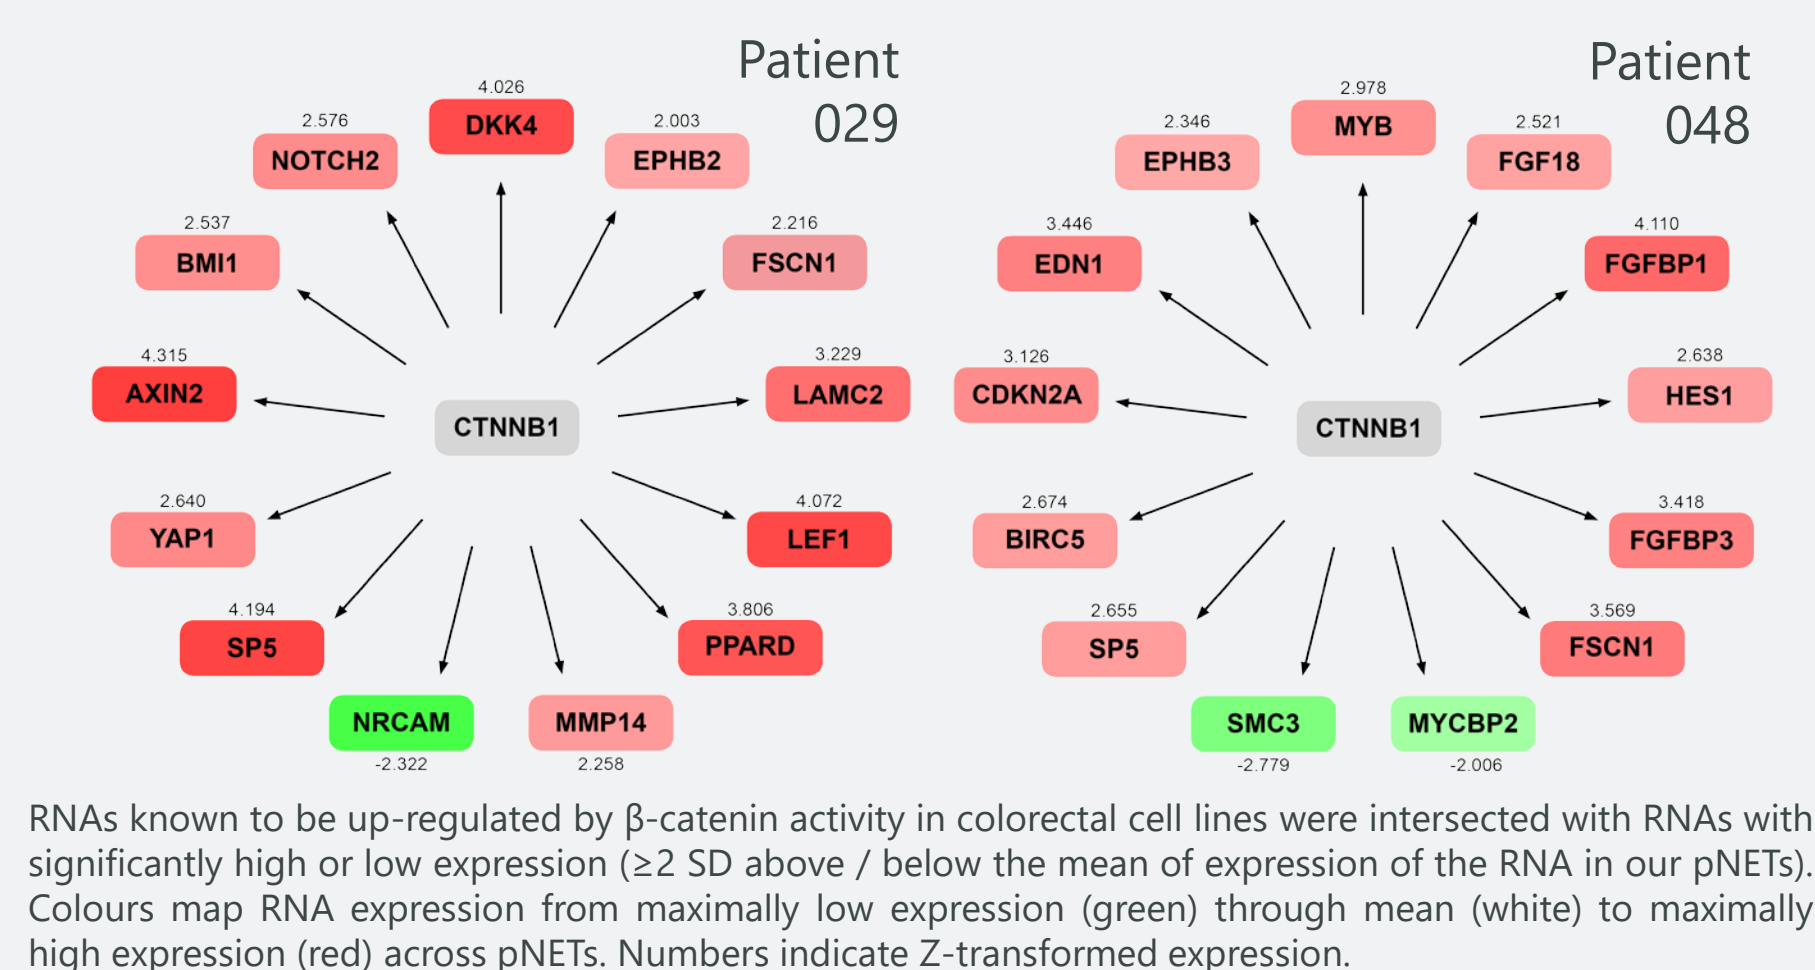 Patient
029
4.026
DKK4
2.576
NOTCH2
2.003
EPHB2
2.537
BMI1
2.216
FSCN1
4.315
AXIN2
3.229
LAMC2
CTNNB1
2.640
YAP1
4.072
LEF1
4.194
SP5
3.806
PPARD
NRCAM
-2.322
MMP14
2.258
Patient
048
2.978
MYB
2.346
EPHB3
2.521
FGF18
3.446
EDN1
4.110
FGFBP1
3.126
CDKN2A
2.638
HES1
CTNNB1
2.674
BIRC5
3.418
FGFBP3
2.655
SP5
3.569
FSCN1
SMC3
-2.779
MYCBP2
-2.006
RNAs known to be up-regulated by β-catenin activity in colorectal cell lines were intersected with RNAs with
significantly high or low expression (≥2 SD above / below the mean of expression of the RNA in our pNETs).
Colours map RNA expression from maximally low expression (green) through mean (white) to maximally
high expression (red) across pNETs. Numbers indicate Z-transformed expression.